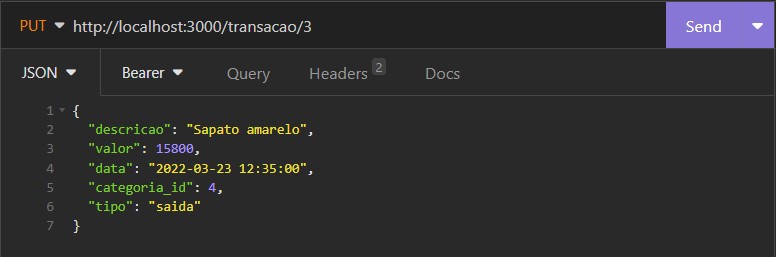 PUT http://localhost:3000/transacao/3 Send
JSON Bearer Query Headers 2 Docs
1 {
2 "descricao": "Sapato amarelo",
3 "valor": 15800,
4 "data": "2022-03-23 12:35:00",
5 "categoria_id": 4,
6 "tipo": "saida"
7 }